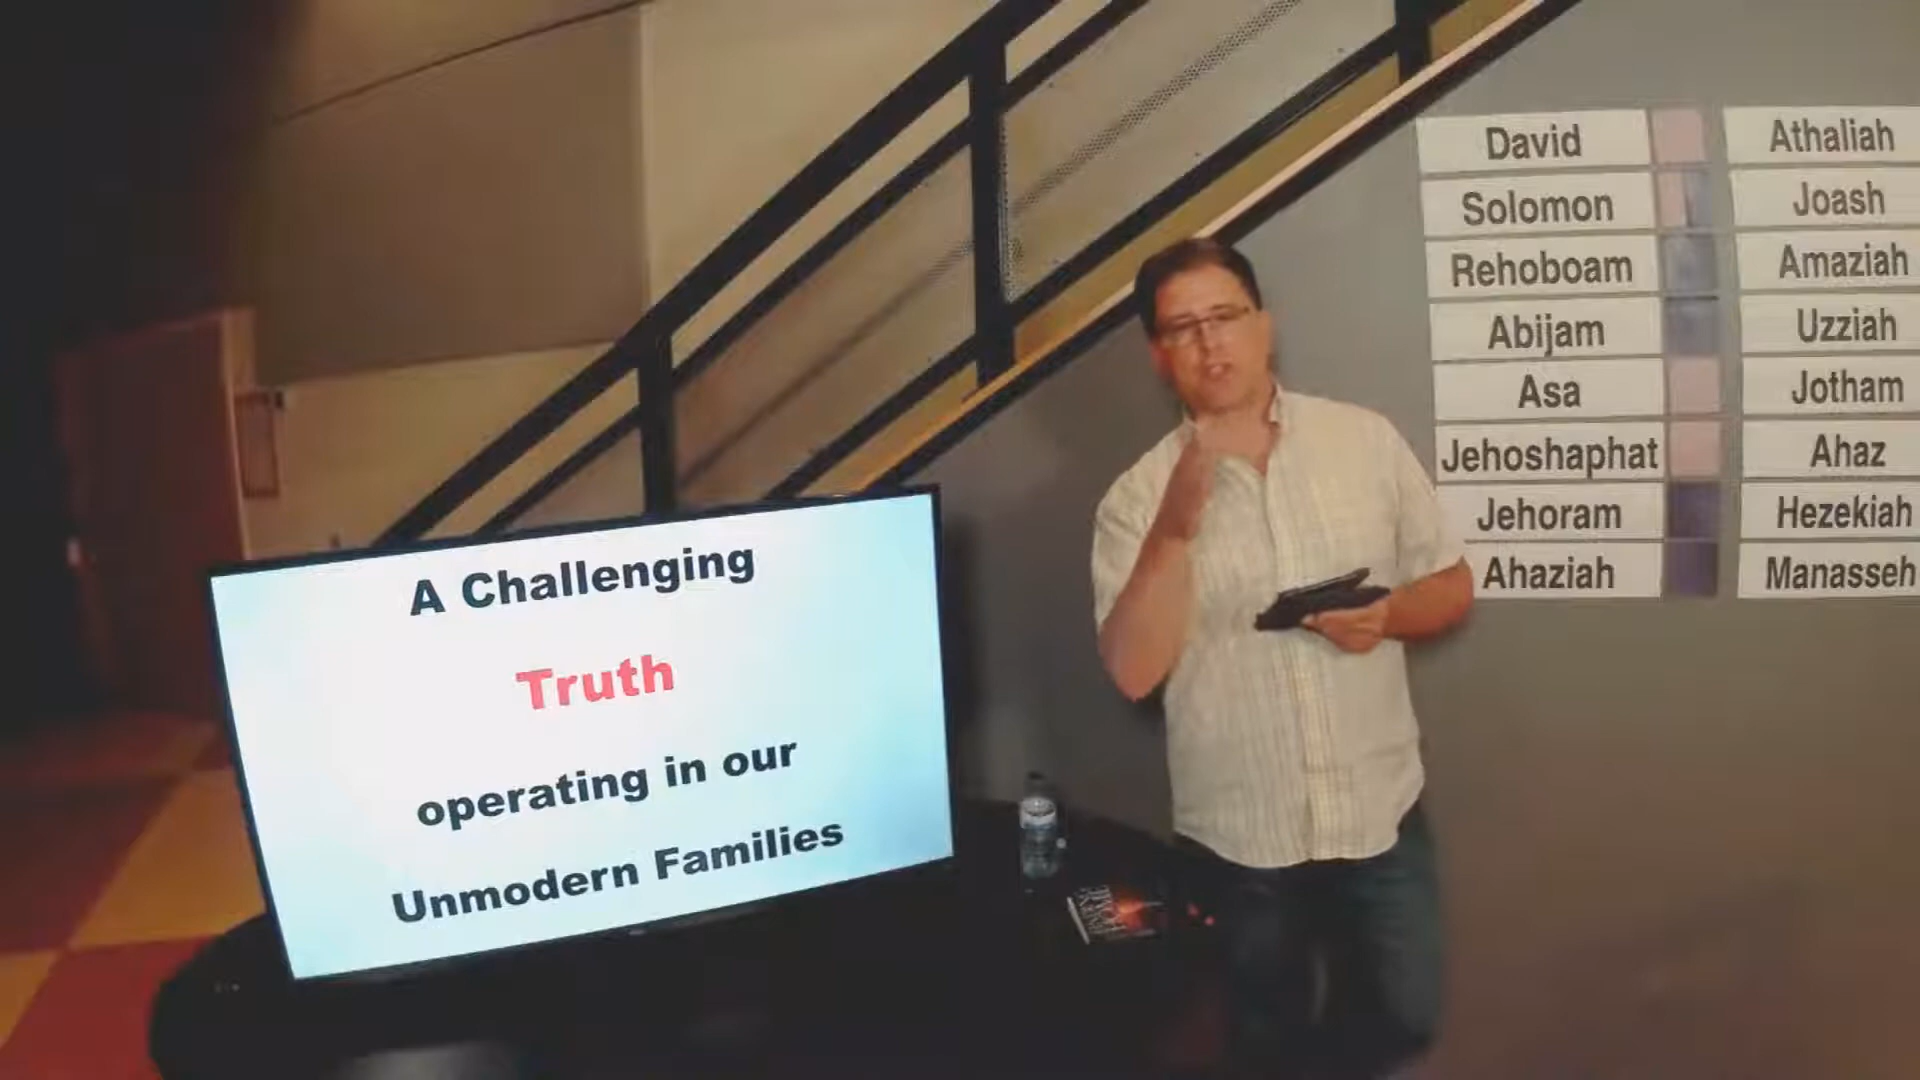 A Challenging
Truth
operating in our
Unmodern Families
David
Solomon
Rehoboam
Abijam
Asa
Jehoshaphat
Jehoram
Ahaziah
Athaliah
Joash
Amaziah
Uzziah
Jotham
Ahaz
Hezekiah
Manasseh